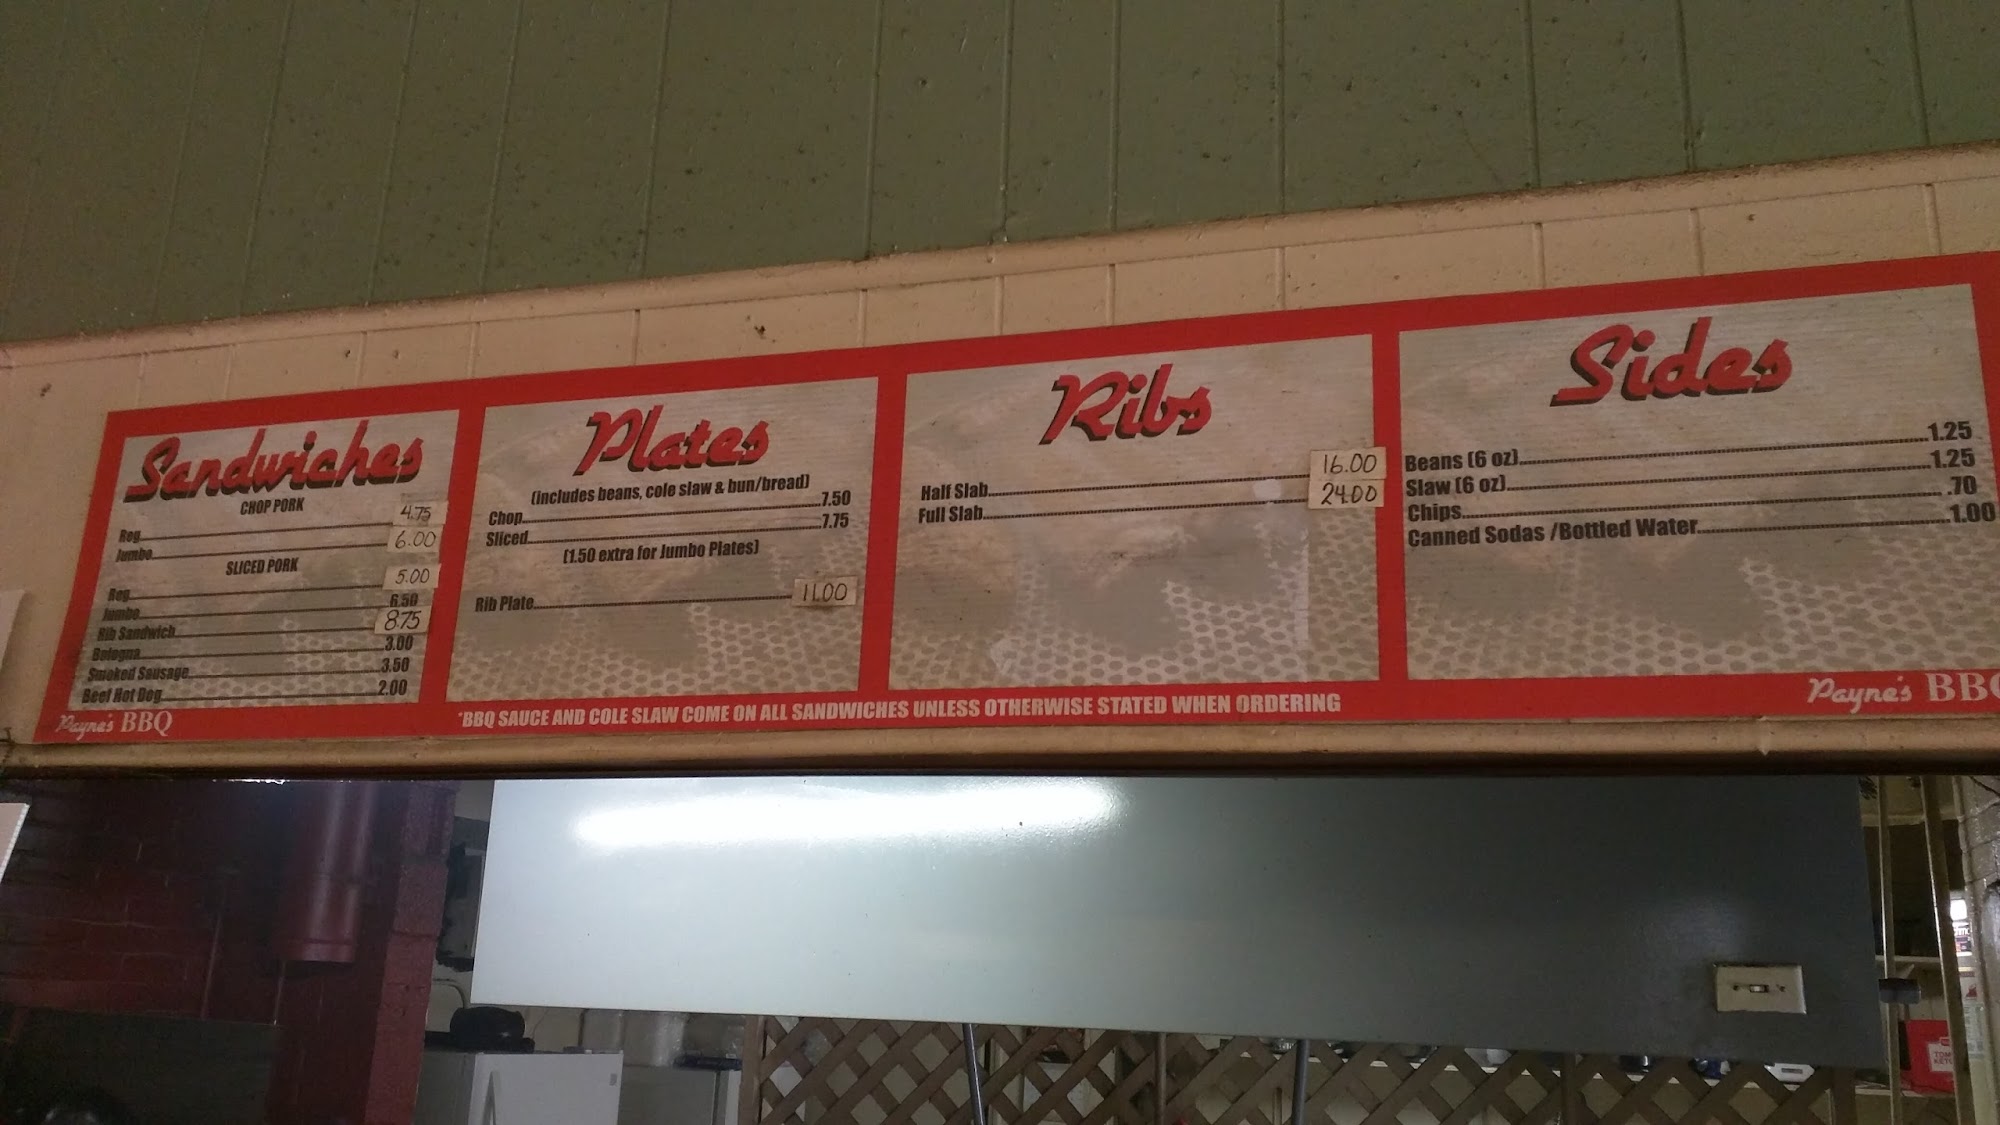 Sandwiches
CHOP PORK
Reg. 4.75
Jumbo 6.00
SLICED PORK
Reg. 5.00
Jumbo 6.50
Rib Sandwich 8.75
Bologna 3.00
Smoked Sausage 3.50
Beef Hot Dog 2.00
Payne's BBQ
Plates
(includes beans, cole slaw & bun/bread)
Chop 7.50
Sliced 7.75
(1.50 extra for Jumbo Plates)
Rib Plate 11.00
Ribs
Half Slab 16.00
Full Slab 24.00
Sides
Beans (6 oz) 1.25
Slaw (6 oz) 1.25
Chips .70
Canned Sodas / Bottled Water 1.00
*BBQ SAUCE AND COLE SLAW COME ON ALL SANDWICHES UNLESS OTHERWISE STATED WHEN ORDERING
Payne's BBQ